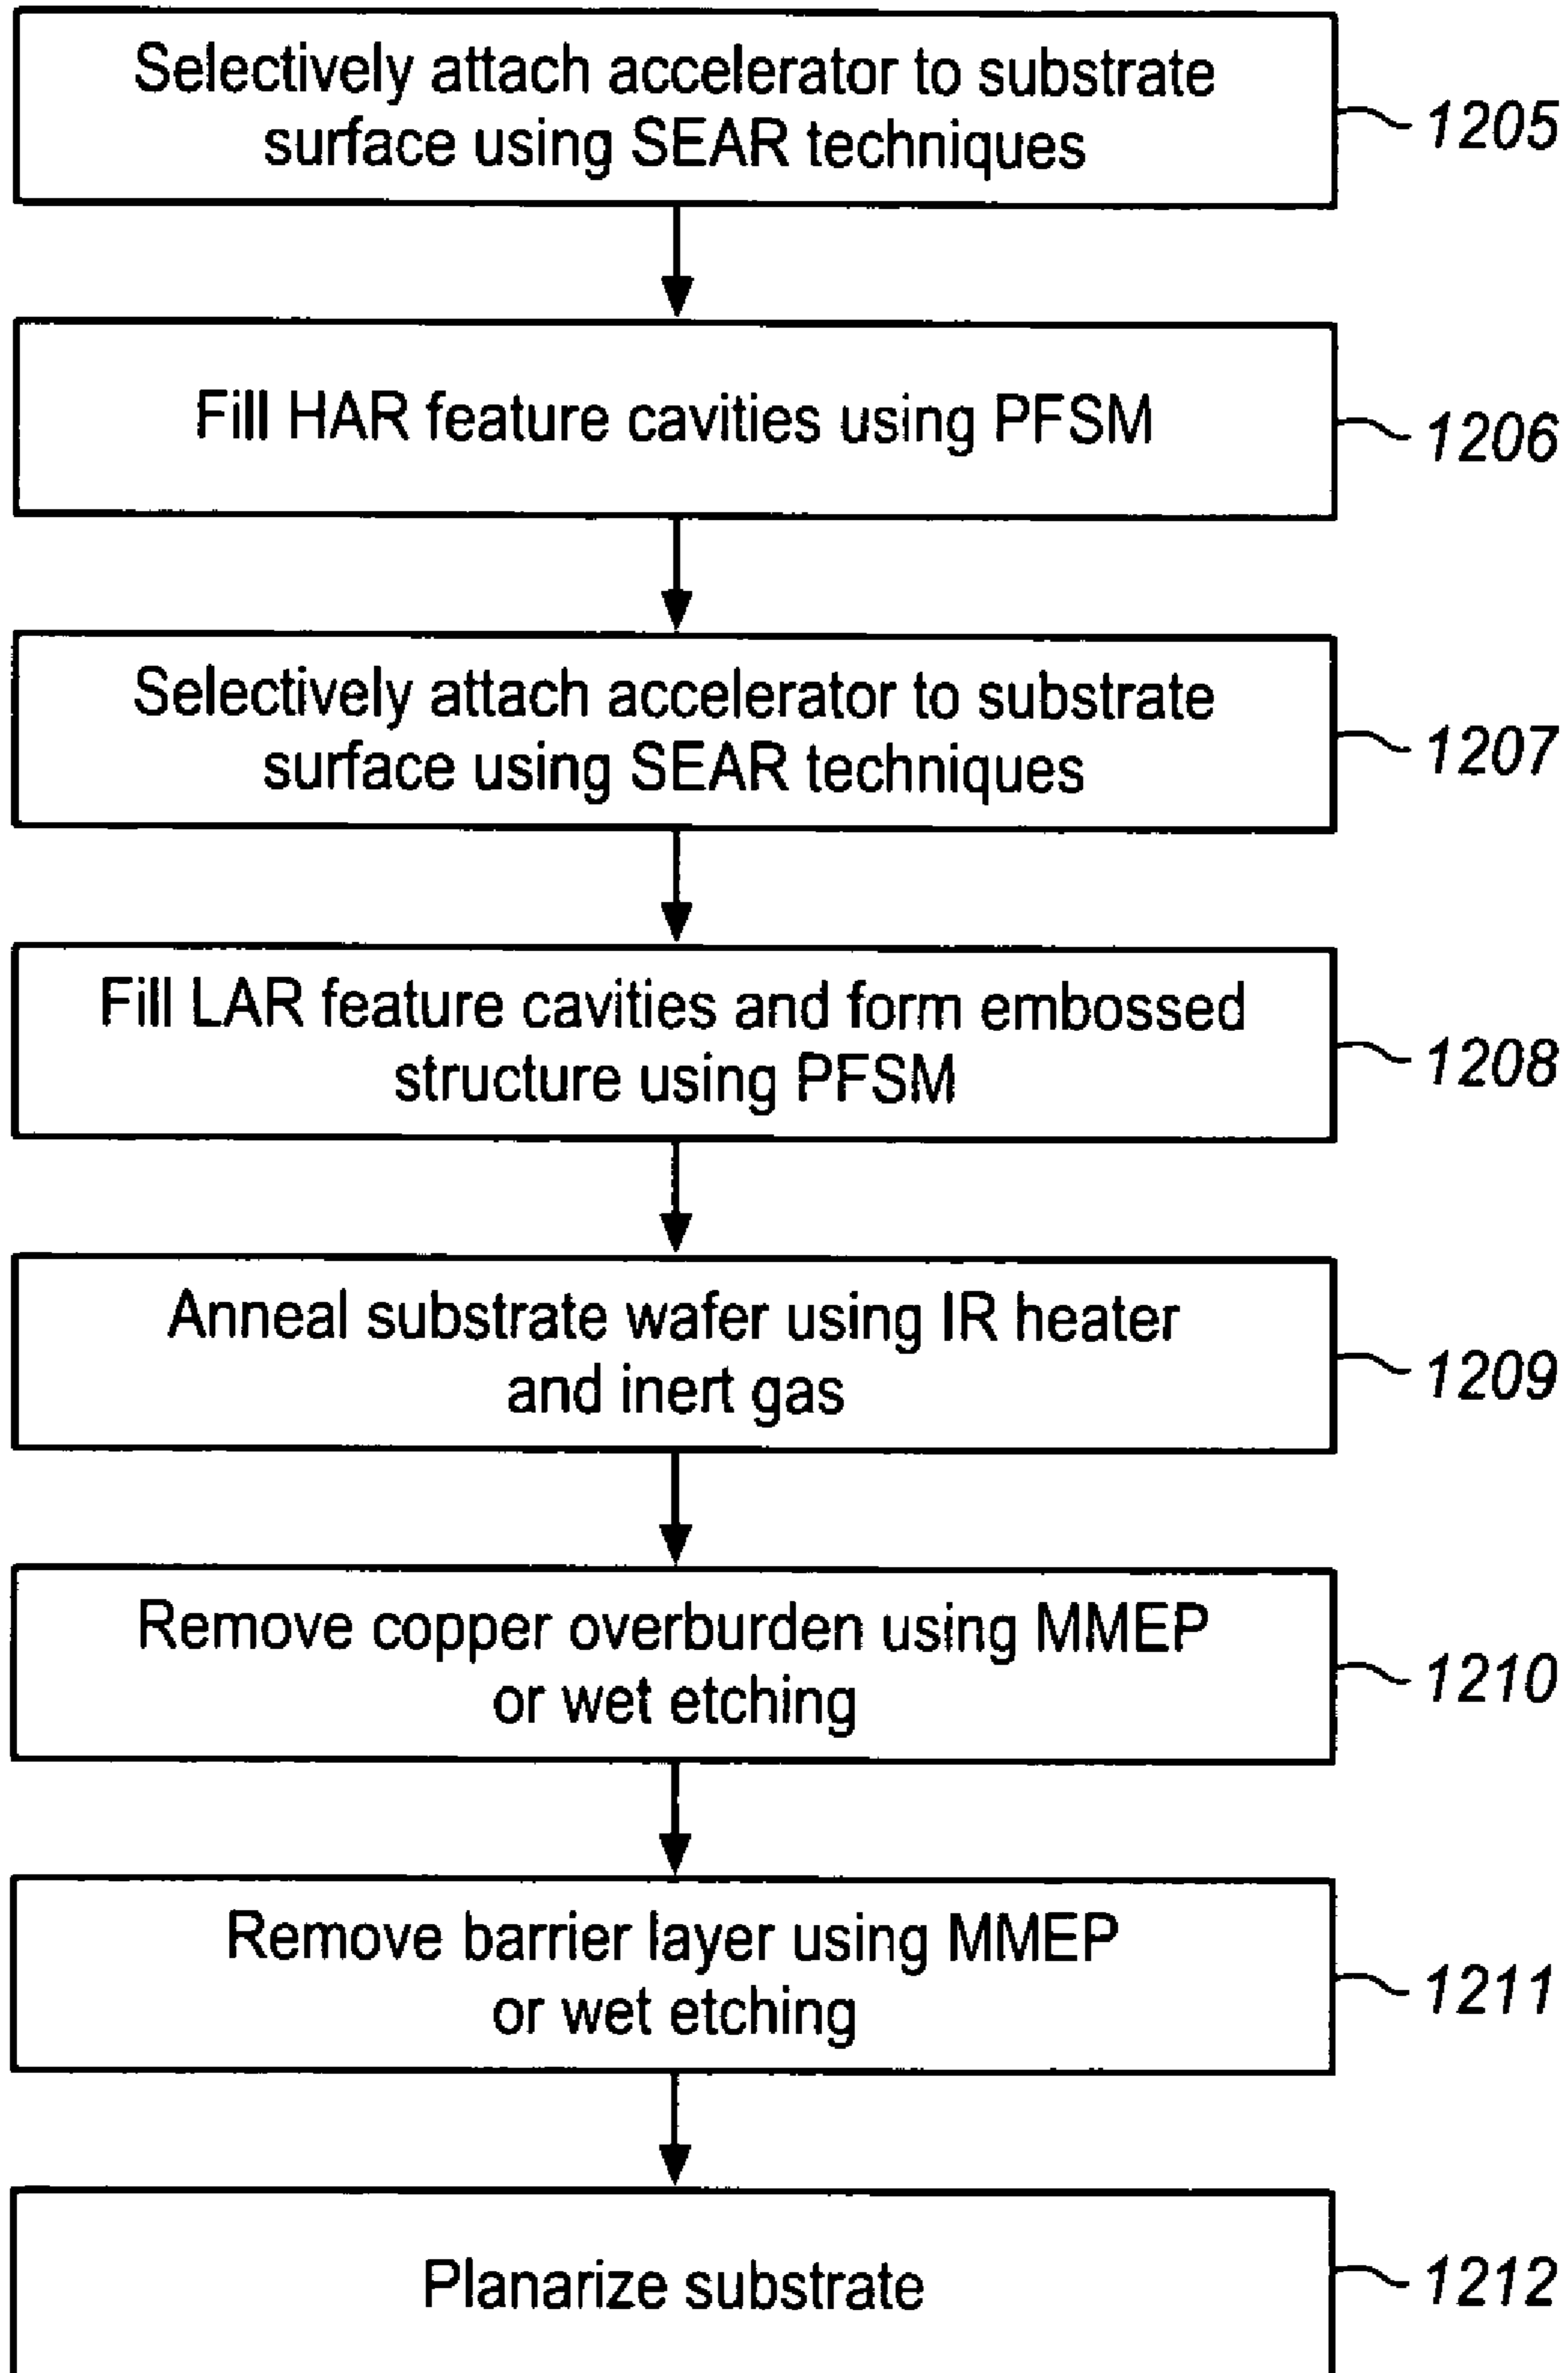 Selectively attach accelerator to substrate
surface using SEAR techniques
1205
Fill HAR feature cavities using PFSM
1206
Selectively attach accelerator to substrate
surface using SEAR techniques
1207
Fill LAR feature cavities and form embossed
structure using PFSM
1208
Anneal substrate wafer using IR heater
and inert gas
1209
Remove copper overburden using MMEP
or wet etching
1210
Remove barrier layer using MMEP
or wet etching
1211
Planarize substrate
1212